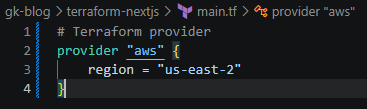 gk-blog > terraform-nextjs > main.tf > provider "aws"
1 # Terraform provider
2 provider "aws" {
3 region = "us-east-2"
4 }